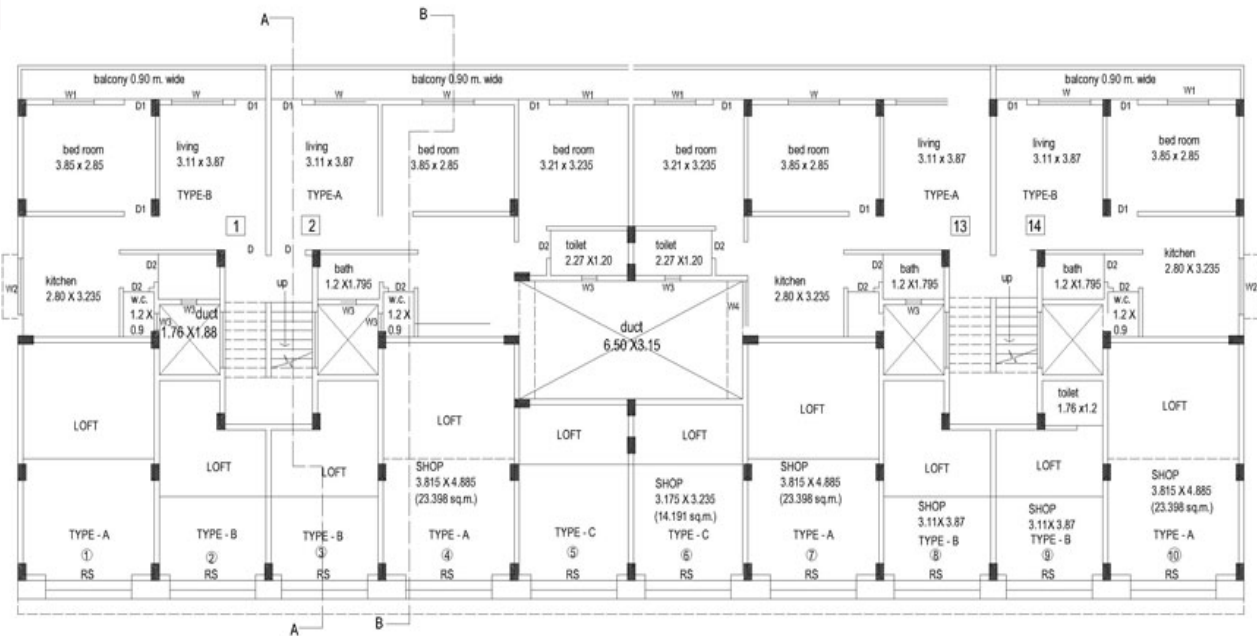 A
B
balcony 0.90 m. wide
balcony 0.90 m. wide
balcony 0.90 m. wide
W1 D1 W D1 D1 W W D1 W1 W1 D1 W D1 W D1 W1
bed room
3.85 x 2.85
living
3.11 x 3.87
TYPE-B
living
3.11 x 3.87
TYPE-A
bed room
3.85 x 2.85
bed room
3.21 x 3.235
bed room
3.21 x 3.235
bed room
3.85 x 2.85
living
3.11 x 3.87
TYPE-A
living
3.11 x 3.87
TYPE-B
bed room
3.85 x 2.85
D1
D1
D1
1
2
13
14
D
D
kitchen
2.80 X 3.235
W2
D2
D2
w.c.
1.2 X
0.9
W3
W3
duct
1.76 X1.88
up
bath
1.2 X1.795
W3
W3
D2
w.c.
1.2 X
0.9
D2
toilet
2.27 X1.20
W3
toilet
2.27 X1.20
W3
D2
W4
duct
6.50 X3.15
kitchen
2.80 X 3.235
D2
D2
bath
1.2 X1.795
W3
up
bath
1.2 X1.795
W3
D2
D2
w.c.
1.2 X
0.9
W3
kitchen
2.80 X 3.235
W2
toilet
1.76 x1.2
LOFT
LOFT
LOFT
LOFT
LOFT
LOFT
LOFT
LOFT
LOFT
LOFT
SHOP
3.815 X 4.885
(23.398 sq.m.)
SHOP
3.175 X 3.235
(14.191 sq.m.)
SHOP
3.815 X 4.885
(23.398 sq.m.)
SHOP
3.11X 3.87
SHOP
3.11X 3.87
SHOP
3.815 X 4.885
(23.398 sq.m.)
TYPE - A
①
RS
TYPE - B
②
RS
TYPE - B
③
RS
TYPE - A
④
RS
TYPE - C
⑤
RS
TYPE - C
⑥
RS
TYPE - A
⑦
RS
TYPE - B
⑧
RS
TYPE - B
⑨
RS
TYPE - A
⑩
RS
A
B